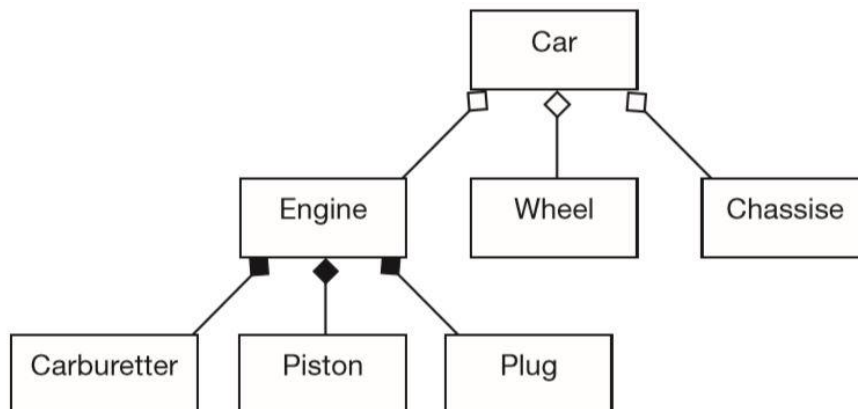 Car
Engine
Wheel
Chassise
Carburetter
Piston
Plug